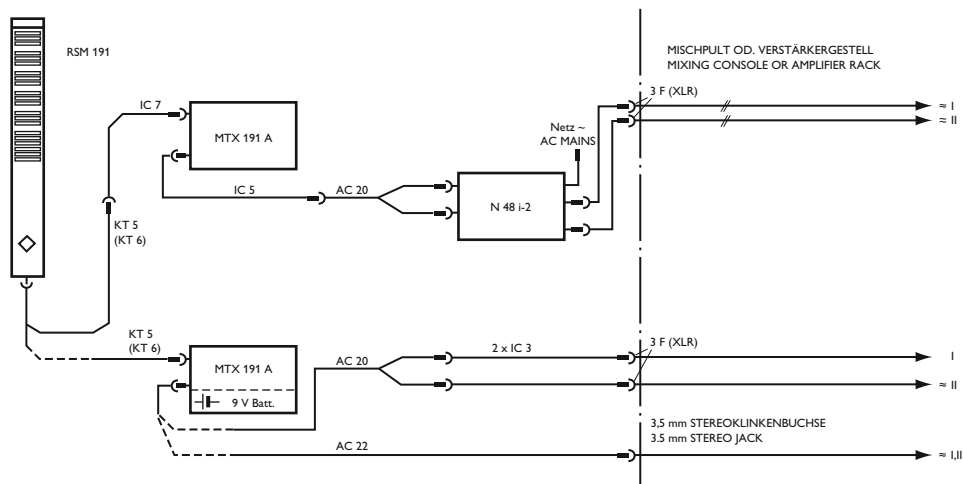 RSM 191
MISCHPULT OD. VERSTÄRKERGESTELL
MIXING CONSOLE OR AMPLIFIER RACK
3 F (XLR)
IC 7
≈ I
≈ II
MTX 191 A
Netz ~
AC MAINS
IC 5
AC 20
N 48 i-2
KT 5
(KT 6)
KT 5
(KT 6)
2 x IC 3
3 F (XLR)
I
AC 20
MTX 191 A
≈ II
9 V Batt.
3,5 mm STEREOKLINKENBUCHSE
3.5 mm STEREO JACK
AC 22
≈ I,II